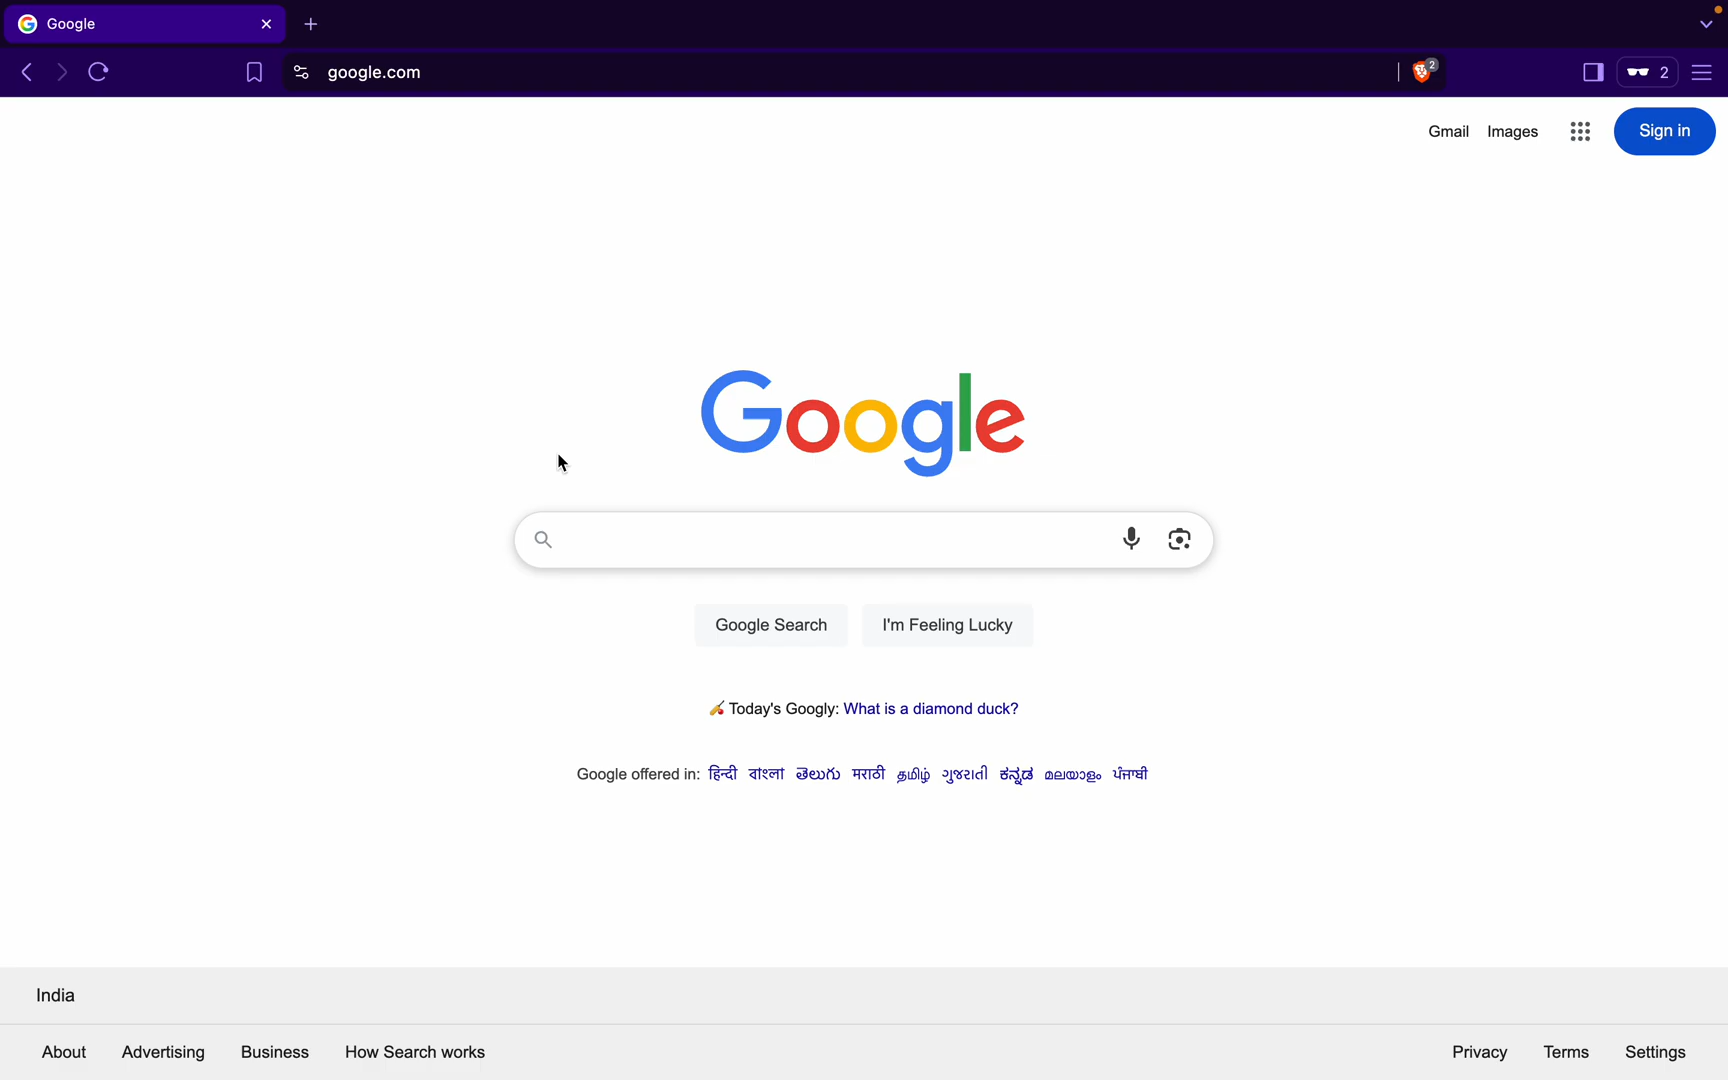 Google
google.com
2
2
Gmail Images Sign in
Google
Google Search I'm Feeling Lucky
Today's Googly: What is a diamond duck?
Google offered in: हिन्दी বাংলা తెలుగు मराठी தமிழ் ગુજરાતી ಕನ್ನಡ മലയാളം ਪੰਜਾਬੀ
India
About Advertising Business How Search works Privacy Terms Settings